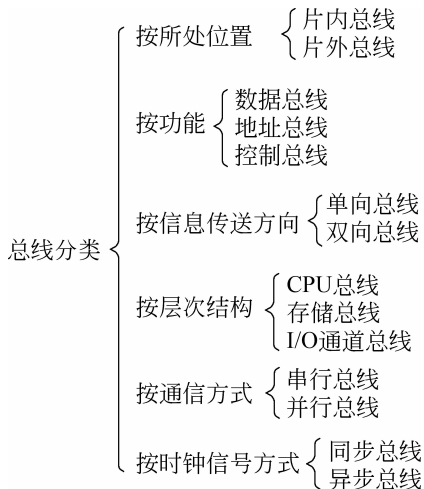 总线分类
按所处位置
片内总线
片外总线
按功能
数据总线
地址总线
控制总线
按信息传送方向
单向总线
双向总线
按层次结构
CPU总线
存储总线
I/O通道总线
按通信方式
串行总线
并行总线
按时钟信号方式
同步总线
异步总线